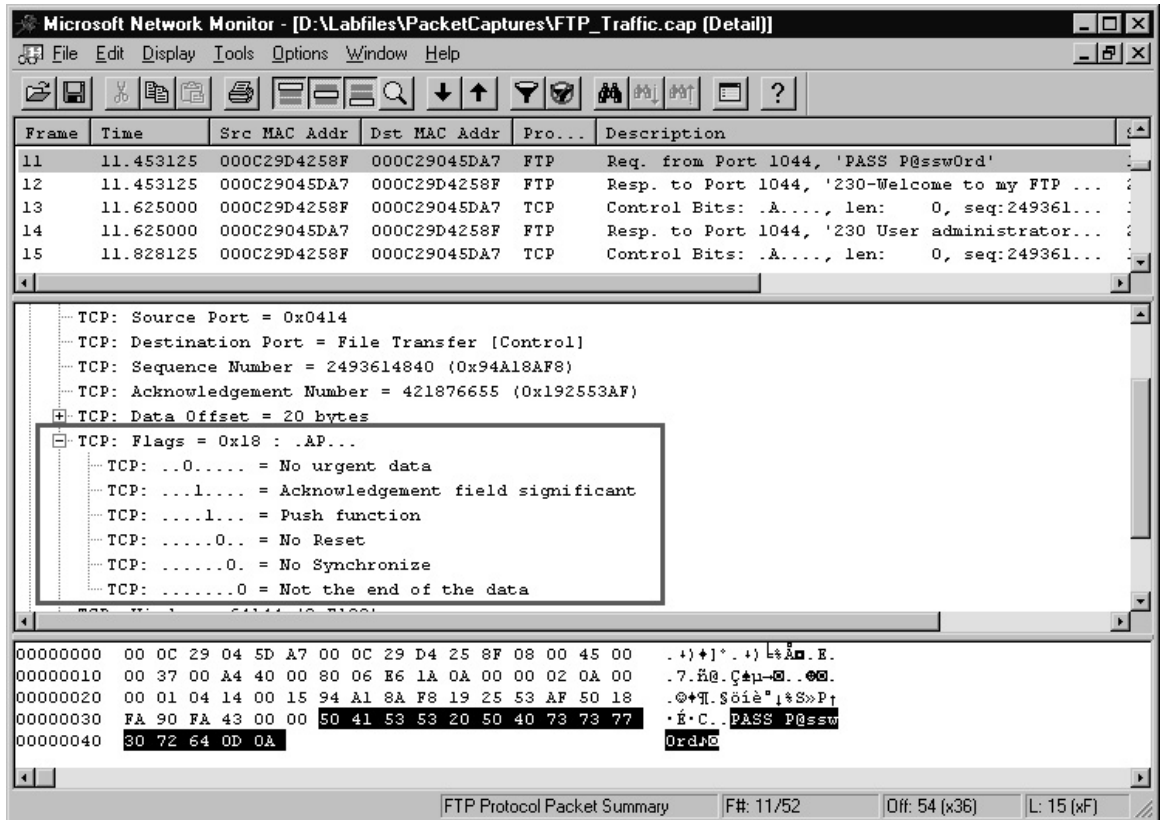 Microsoft Network Monitor - [D:\Labfiles\PacketCaptures\FTP_Traffic.cap (Detail)]
File Edit Display Tools Options Window Help
Frame Time Src MAC Addr Dst MAC Addr Pro... Description
11 11.453125 000C29D4258F 000C29045DA7 FTP Req. from Port 1044, 'PASS P@ssw0rd'
12 11.453125 000C29045DA7 000C29D4258F FTP Resp. to Port 1044, '230-Welcome to my FTP ...
13 11.625000 000C29D4258F 000C29045DA7 TCP Control Bits: .A...., len: 0, seq:249361...
14 11.625000 000C29045DA7 000C29D4258F FTP Resp. to Port 1044, '230 User administrator...
15 11.828125 000C29D4258F 000C29045DA7 TCP Control Bits: .A...., len: 0, seq:249361...
TCP: Source Port = 0x0414
TCP: Destination Port = File Transfer [Control]
TCP: Sequence Number = 2493614840 (0x94A18AF8)
TCP: Acknowledgement Number = 421876655 (0x192553AF)
TCP: Data Offset = 20 bytes
TCP: Flags = 0x18 : .AP...
TCP: ..0..... = No urgent data
TCP: ...1.... = Acknowledgement field significant
TCP: ....1... = Push function
TCP: .....0.. = No Reset
TCP: ......0. = No Synchronize
TCP: .......0 = Not the end of the data
00000000 00 0C 29 04 5D A7 00 0C 29 D4 25 8F 08 00 45 00
00000010 00 37 00 A4 40 00 80 06 E6 1A 0A 00 00 02 0A 00
00000020 00 01 04 14 00 15 94 A1 8A F8 19 25 53 AF 50 18
00000030 FA 90 FA 43 00 00 50 41 53 53 20 50 40 73 73 77 PASS P@ssw
00000040 30 72 64 0D 0A 0rd
FTP Protocol Packet Summary F#: 11/52 Off: 54 (x36) L: 15 (xF)